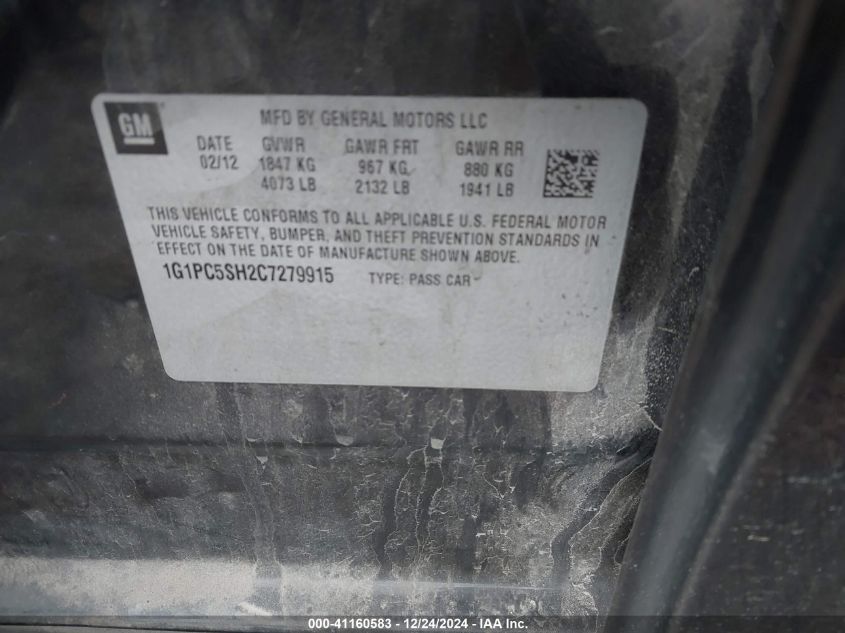 GM
MFD BY GENERAL MOTORS LLC
DATE GVWR GAWR FRT GAWR RR
02/12 1847 KG 967 KG 880 KG
4073 LB 2132 LB 1941 LB
THIS VEHICLE CONFORMS TO ALL APPLICABLE U.S. FEDERAL MOTOR
VEHICLE SAFETY, BUMPER, AND THEFT PREVENTION STANDARDS IN
EFFECT ON THE DATE OF MANUFACTURE SHOWN ABOVE.
1G1PC5SH2C7279915 TYPE: PASS CAR
000-41160583 - 12/24/2024 - IAA Inc.